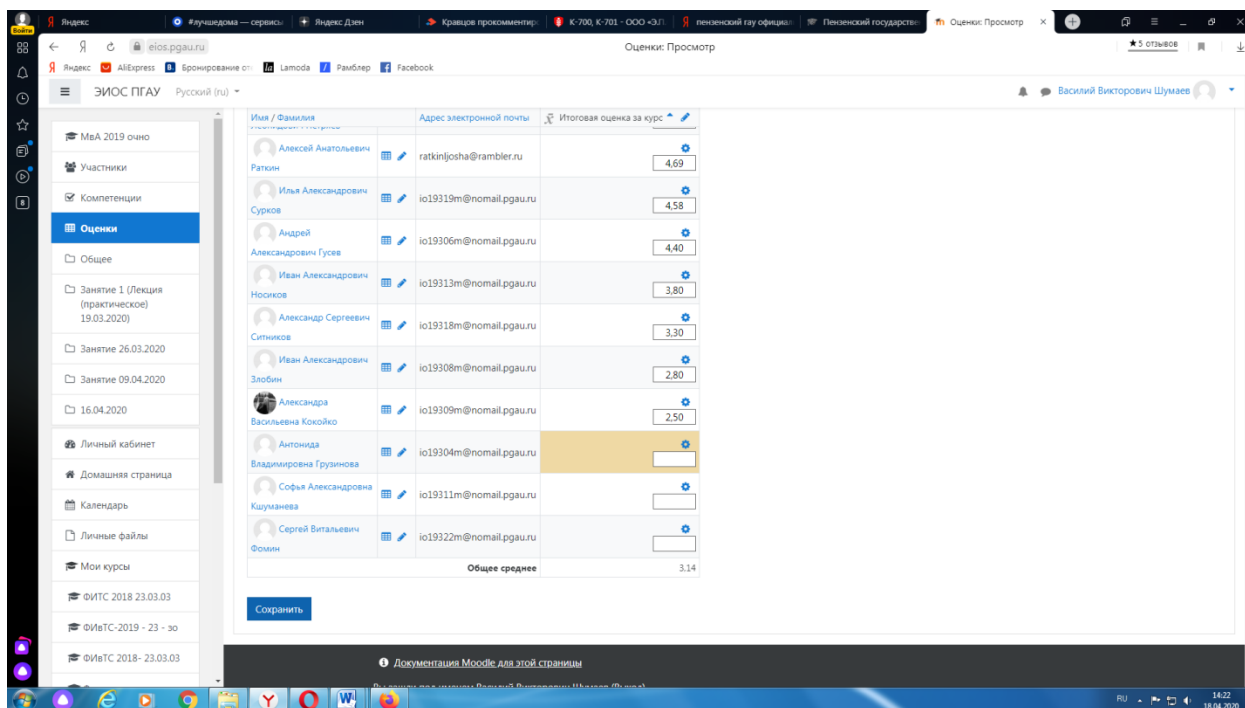 Яндекс
#лучшедома — сервисы
Яндекс Дзен
Кравцов прокомментир
К-700, К-701 - ООО «ЭЛ
пензенский гау официал
Пензенский государстве
Оценки: Просмотр
Войти
eios.pgau.ru
Оценки: Просмотр
★5 отзывов
Яндекс
AliExpress
Бронирование от
Lamoda
Рамблер
Facebook
ЭИОС ПГАУ
Русский (ru)
Василий Викторович Шумаев
МвА 2019 очно
Участники
Компетенции
Оценки
Общее
Занятие 1 (Лекция
(практическое)
19.03.2020)
Занятие 26.03.2020
Занятие 09.04.2020
16.04.2020
Личный кабинет
Домашняя страница
Календарь
Личные файлы
Мои курсы
ФИТС 2018 23.03.03
ФИвТС-2019 - 23 - зо
ФИвТС 2018- 23.03.03
Имя / Фамилия
Адрес электронной почты
Итоговая оценка за курс
Алексей Анатольевич
Раткин
ratkinljosha@rambler.ru
4,69
Илья Александрович
Сурков
io19319m@nomail.pgau.ru
4,58
Андрей
Александрович Гусев
io19306m@nomail.pgau.ru
4,40
Иван Александрович
Носиков
io19313m@nomail.pgau.ru
3,80
Александр Сергеевич
Ситников
io19318m@nomail.pgau.ru
3,30
Иван Александрович
Злобин
io19308m@nomail.pgau.ru
2,80
Александра
Васильевна Кокойко
io19309m@nomail.pgau.ru
2,50
Антонида
Владимировна Грузинова
io19304m@nomail.pgau.ru
Софья Александровна
Кшуманева
io19311m@nomail.pgau.ru
Сергей Витальевич
Фомин
io19322m@nomail.pgau.ru
Общее среднее
3,14
Сохранить
Документация Moodle для этой страницы
Вы зашли под именем Василий Викторович Шумаев (Выход)
RU
14:22
18.04.2020